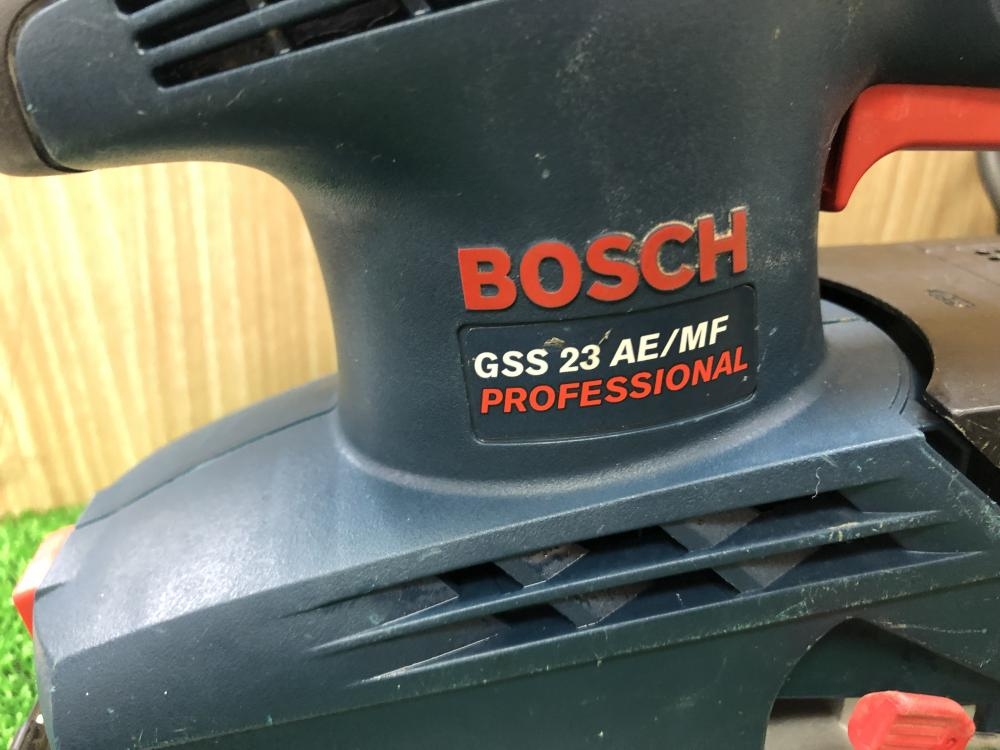 BOSCH
GSS 23 AE/MF
PROFESSIONAL